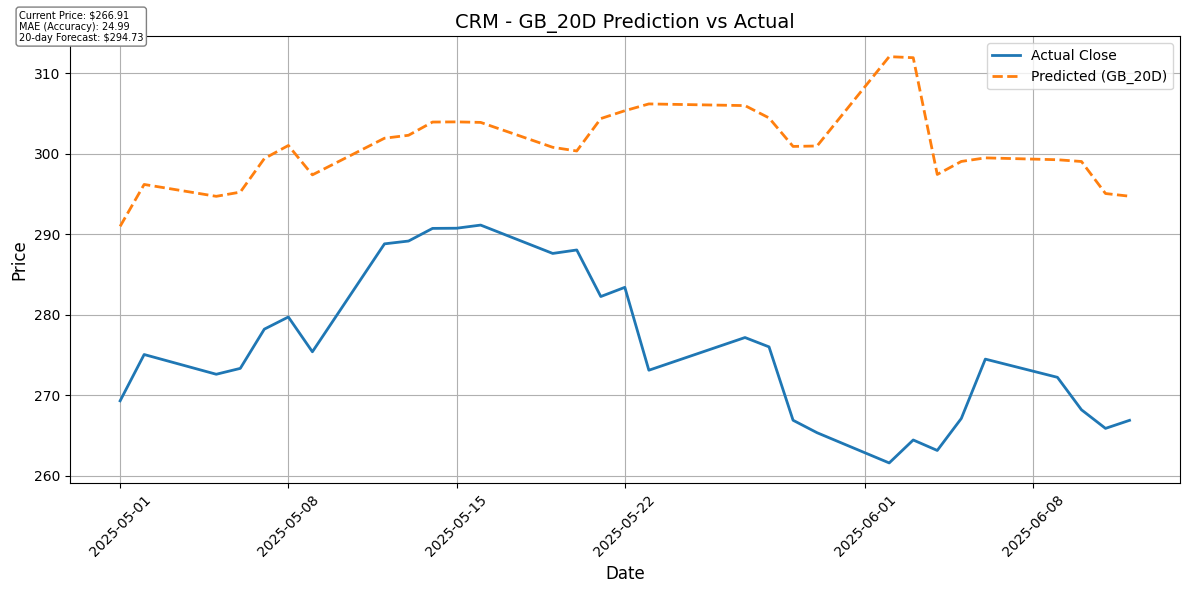 Current Price: $266.91
MAE (Accuracy): 24.99
20-day Forecast: $294.73
CRM - GB_20D Prediction vs Actual
Actual Close
Predicted (GB_20D)
Price
310
300
290
280
270
260
2025-05-01
2025-05-08
2025-05-15
2025-05-22
2025-06-01
2025-06-08
Date